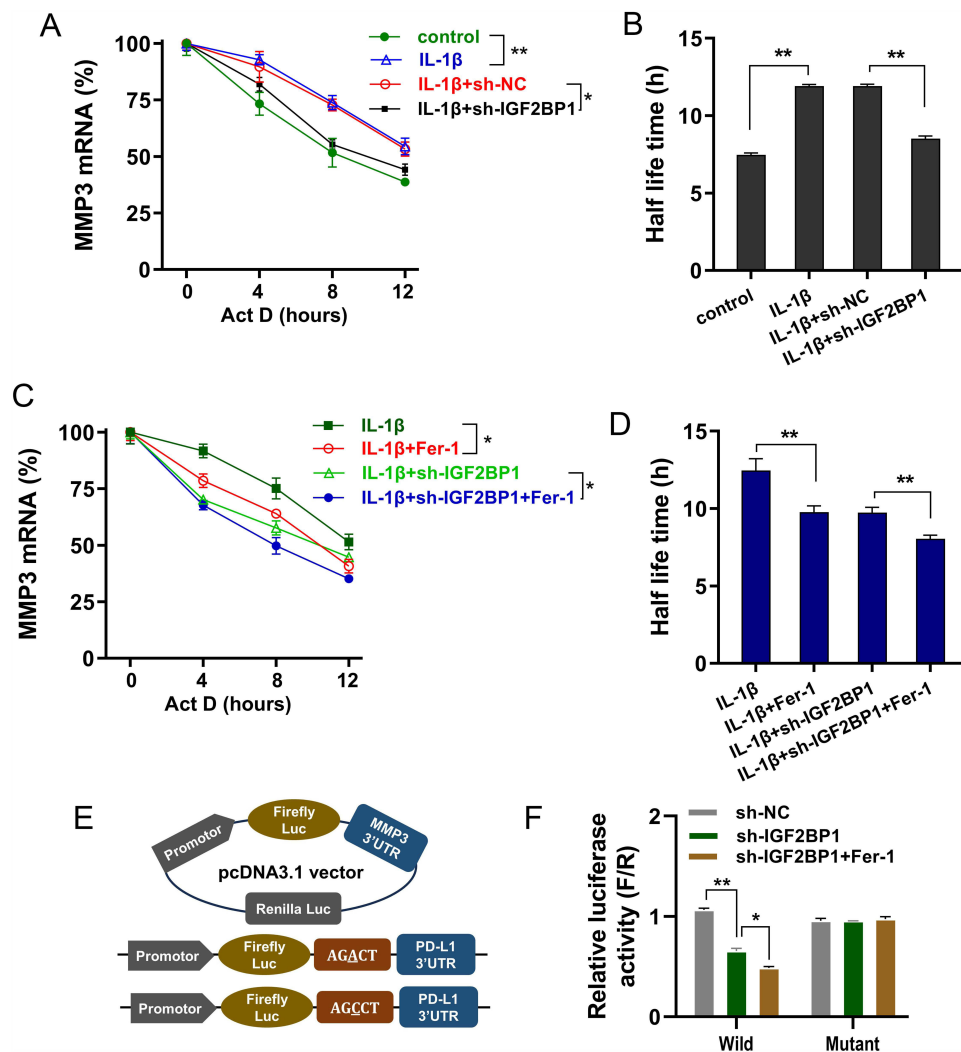 A
MMP3 mRNA (%)
100
75
50
25
0
0 4 8 12
Act D (hours)
control
IL-1β
IL-1β+sh-NC
IL-1β+sh-IGF2BP1
**
*
B
Half life time (h)
15
10
5
0
** **
control
IL-1β
IL-1β+sh-NC
IL-1β+sh-IGF2BP1
C
MMP3 mRNA (%)
100
75
50
25
0
0 4 8 12
Act D (hours)
IL-1β
IL-1β+Fer-1
IL-1β+sh-IGF2BP1
IL-1β+sh-IGF2BP1+Fer-1
*
*
D
Half life time (h)
15
10
5
0
** **
IL-1β
IL-1β+Fer-1
IL-1β+sh-IGF2BP1
IL-1β+sh-IGF2BP1+Fer-1
E
Promotor
Firefly
Luc
MMP3
3'UTR
pcDNA3.1 vector
Renilla Luc
Promotor Firefly Luc AGACT PD-L1 3'UTR
Promotor Firefly Luc AGCCT PD-L1 3'UTR
F
sh-NC
sh-IGF2BP1
sh-IGF2BP1+Fer-1
Relative luciferase
activity (F/R)
2
1
0
**
*
Wild Mutant